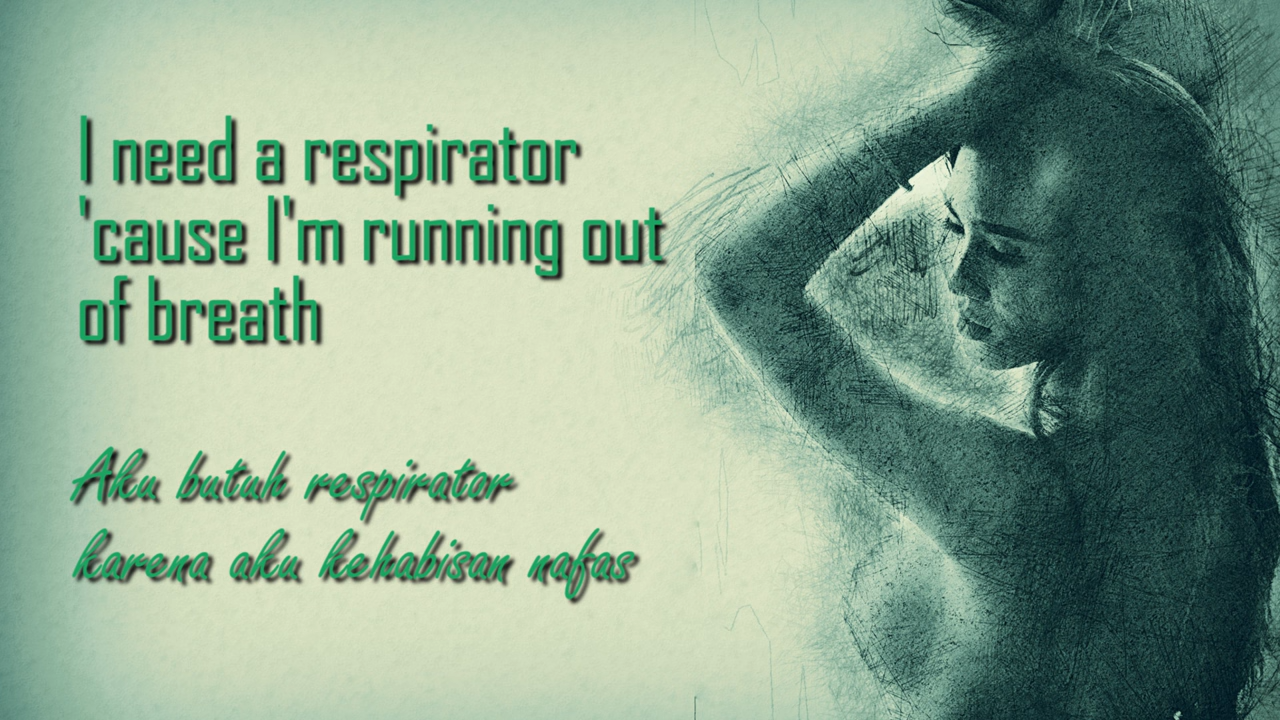 I need a respirator
'cause I'm running out
of breath
Aku butuh respirator
karena aku kehabisan nafas